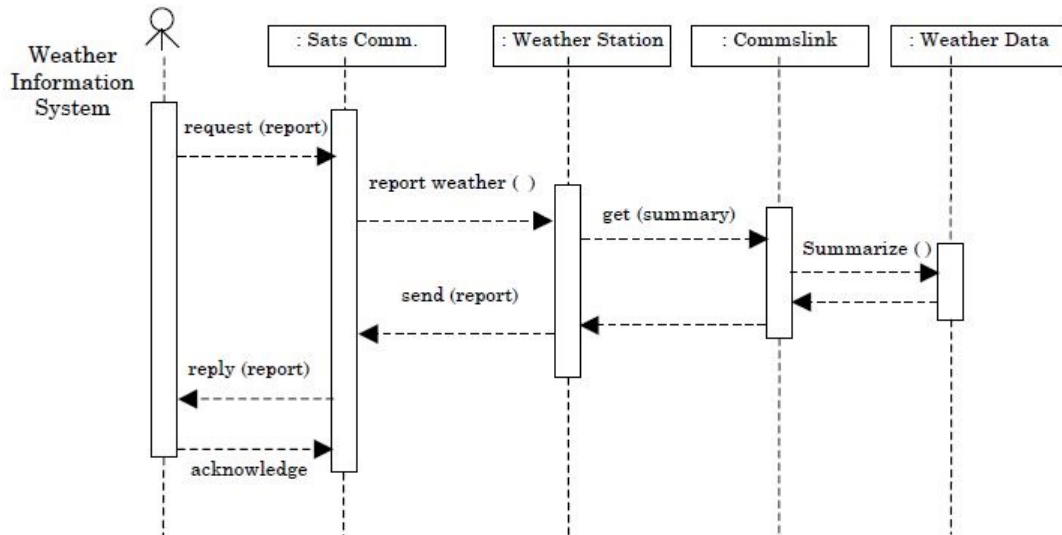 Weather
Information
System
: Sats Comm.
: Weather Station
: Commslink
: Weather Data
request (report)
report weather ( )
get (summary)
Summarize ( )
send (report)
reply (report)
acknowledge